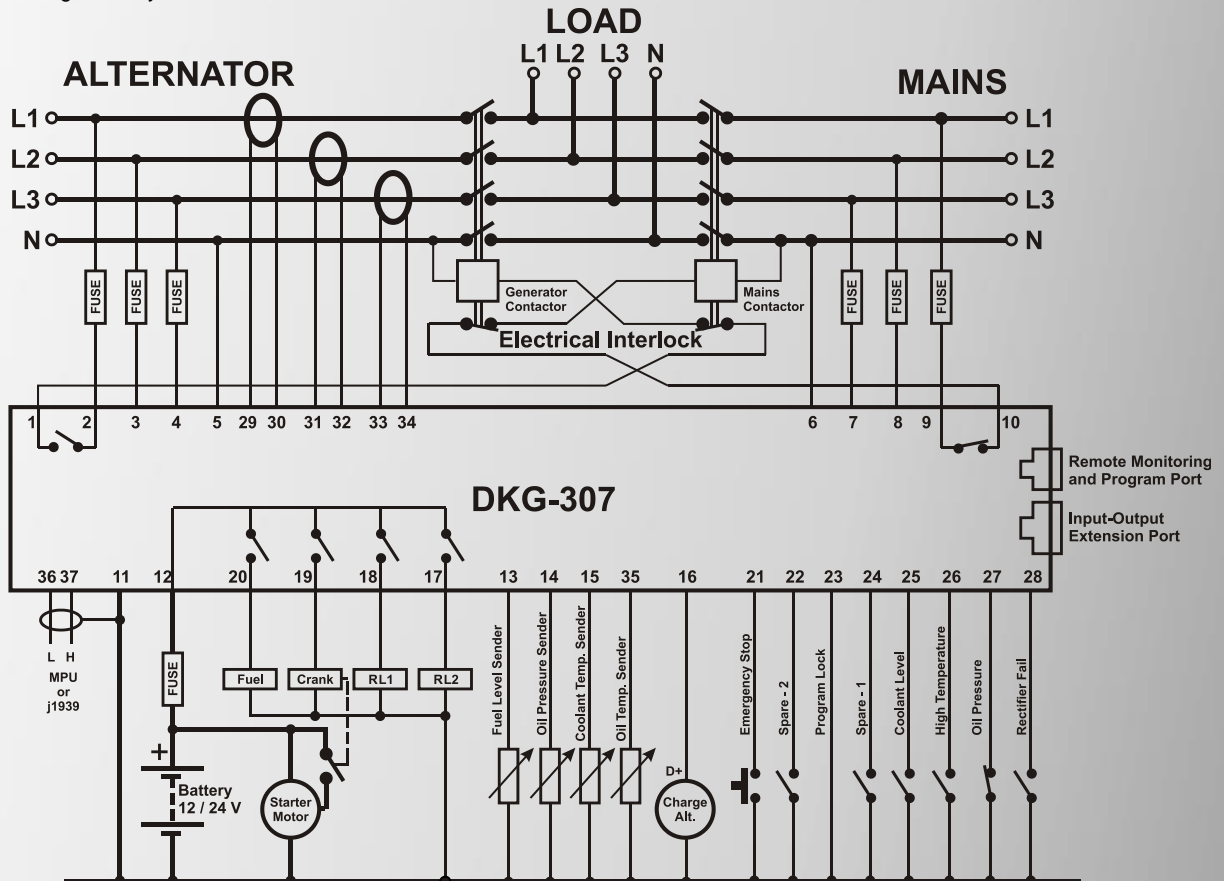 LOAD
L1 L2 L3 N
ALTERNATOR
MAINS
L1
L2
L3
N
L1
L2
L3
N
FUSE
FUSE
FUSE
Generator
Contactor
Mains
Contactor
FUSE
FUSE
FUSE
Electrical Interlock
1 2 3 4 5 29 30 31 32 33 34 6 7 8 9 10
DKG-307
Remote Monitoring
and Program Port
Input-Output
Extension Port
36 37 11 12 20 19 18 17 13 14 15 35 16 21 22 23 24 25 26 27 28
L H
MPU
or
j1939
FUSE
Fuel
Crank
RL1
RL2
Fuel Level Sender
Oil Pressure Sender
Coolant Temp. Sender
Oil Temp. Sender
Emergency Stop
Spare - 2
Program Lock
Spare - 1
Coolant Level
High Temperature
Oil Pressure
Rectifier Fail
+
Battery
12 / 24 V
Starter
Motor
D+
Charge
Alt.